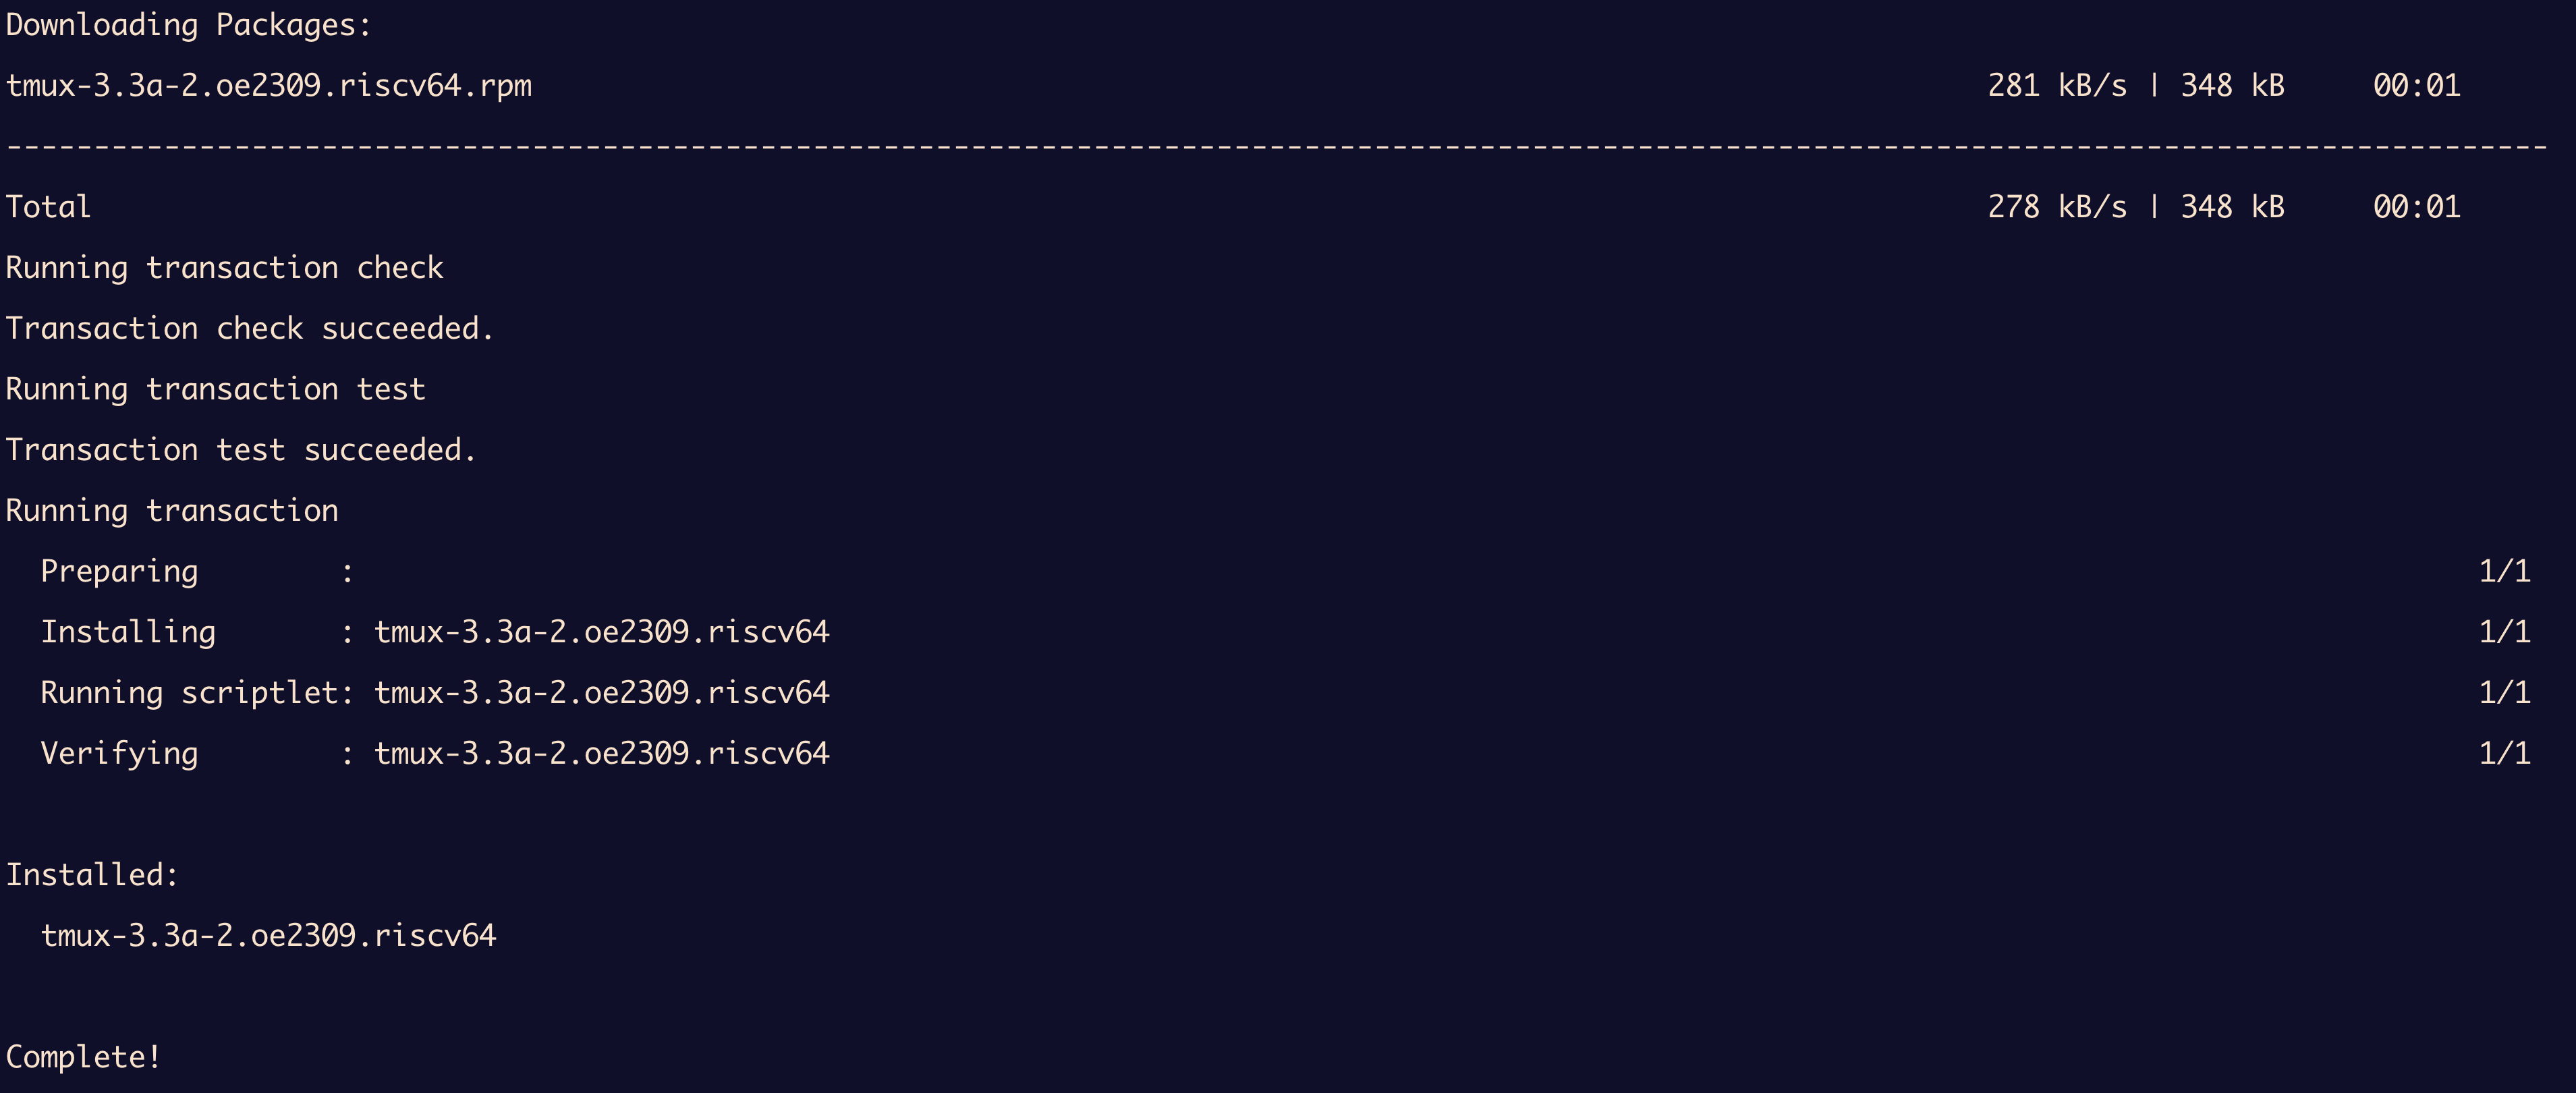 Downloading Packages:
tmux-3.3a-2.oe2309.riscv64.rpm                                                                                   281 kB/s | 348 kB     00:01
-------------------------------------------------------------------------------------------------------------------------------------------------
Total                                                                                                            278 kB/s | 348 kB     00:01
Running transaction check
Transaction check succeeded.
Running transaction test
Transaction test succeeded.
Running transaction
  Preparing        :                                                                                                                         1/1
  Installing       : tmux-3.3a-2.oe2309.riscv64                                                                                              1/1
  Running scriptlet: tmux-3.3a-2.oe2309.riscv64                                                                                              1/1
  Verifying        : tmux-3.3a-2.oe2309.riscv64                                                                                              1/1
Installed:
  tmux-3.3a-2.oe2309.riscv64
Complete!